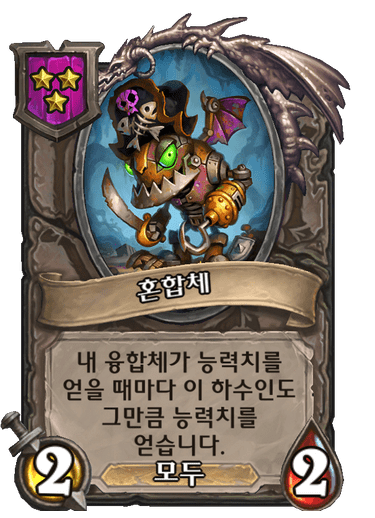 혼합체
내 융합체가 능력치를
얻을 때마다 이 하수인도
그만큼 능력치를
얻습니다.
모두
2
2